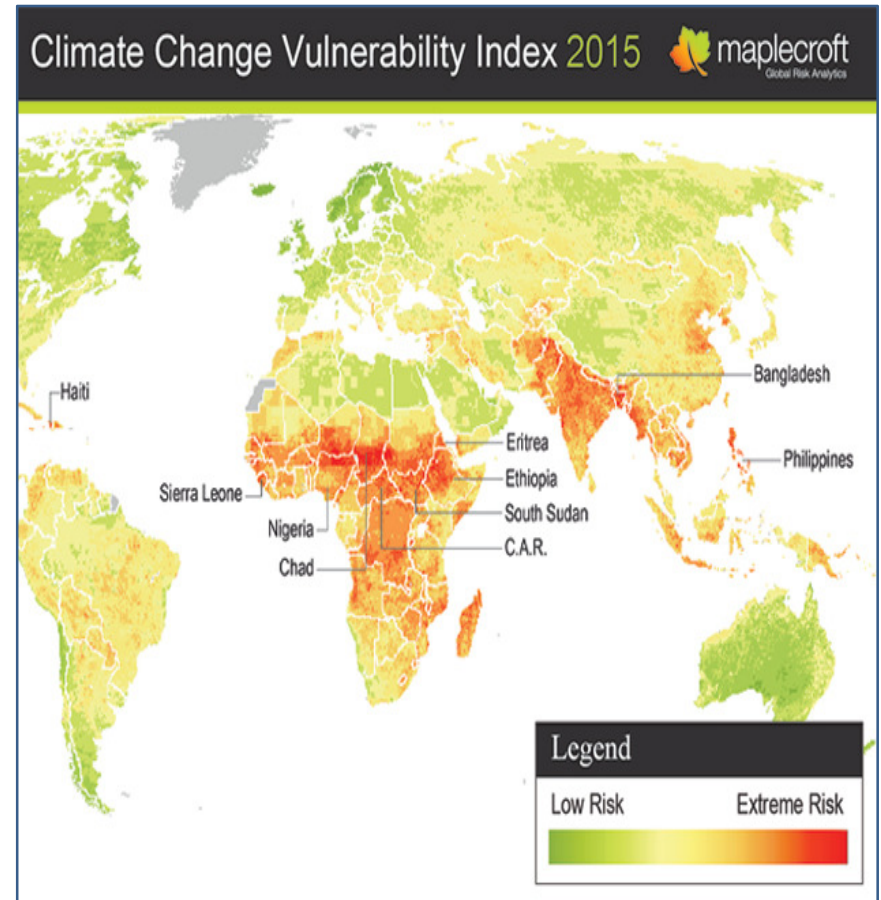 Climate Change Vulnerability Index 2015
maplecroft
Global Risk Analytics
Haiti
Bangladesh
Eritrea
Philippines
Ethiopia
Sierra Leone
South Sudan
Nigeria
C.A.R.
Chad
Legend
Low Risk Extreme Risk